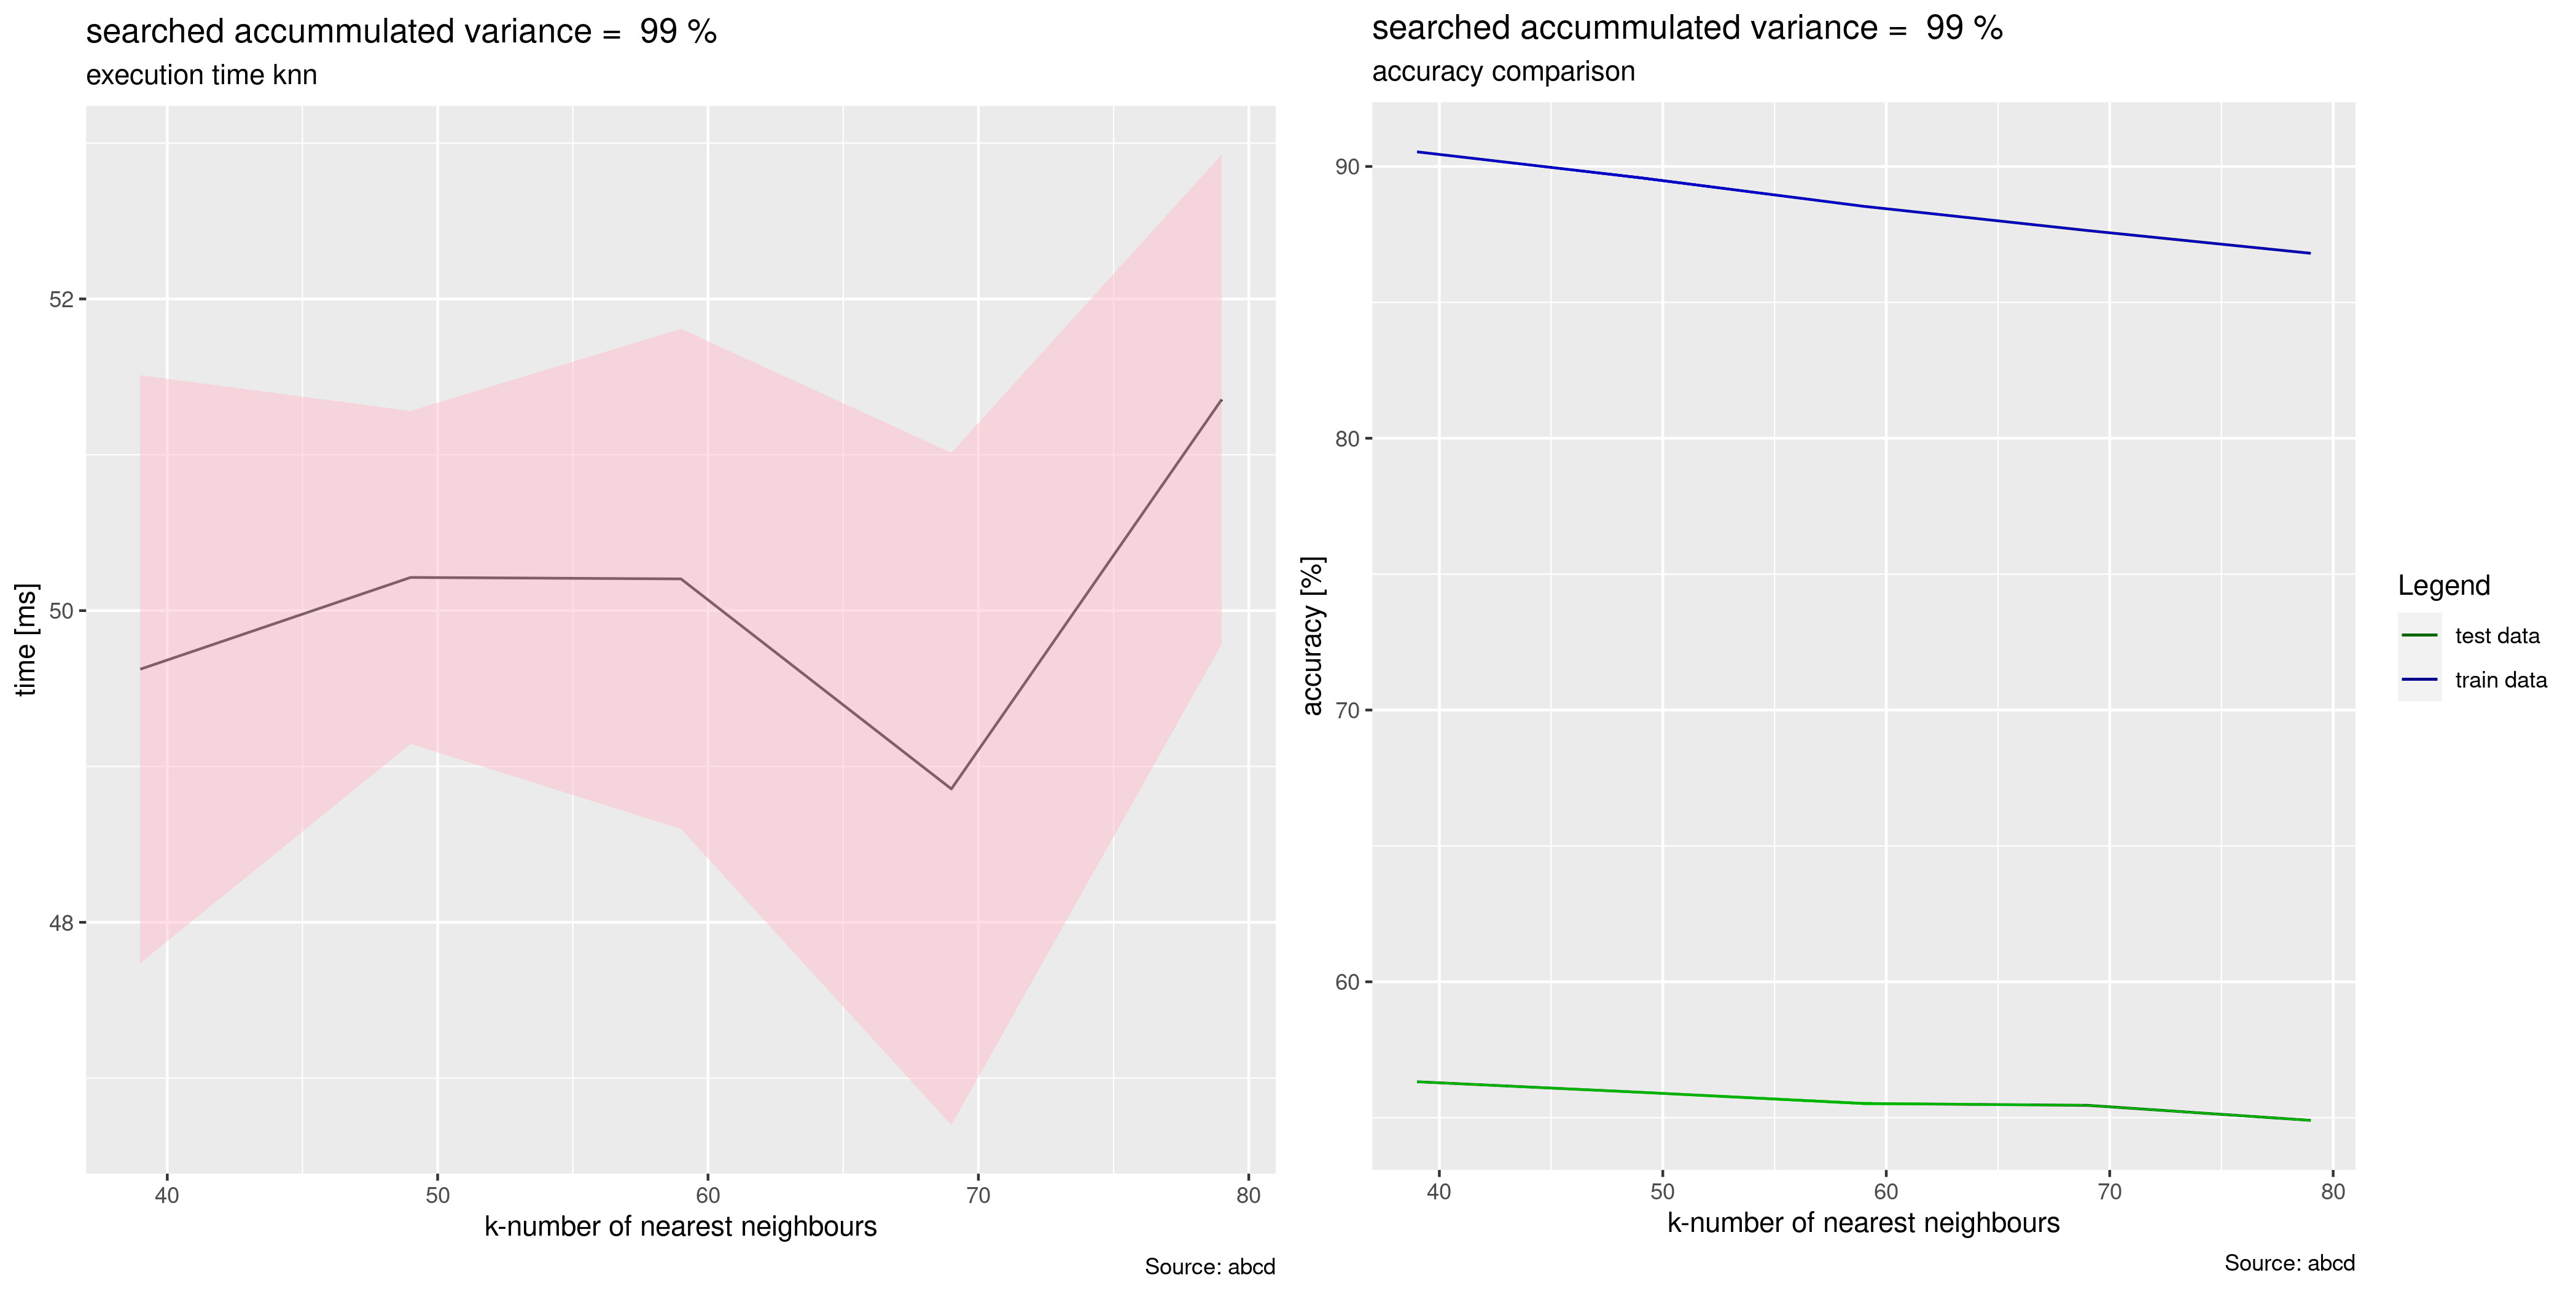 searched accummulated variance =  99 %
execution time knn
52
50
48
time [ms]
40
50
60
70
80
k-number of nearest neighbours
Source: abcd
searched accummulated variance =  99 %
accuracy comparison
90
80
70
60
accuracy [%]
40
50
60
70
80
k-number of nearest neighbours
Source: abcd
Legend
test data
train data